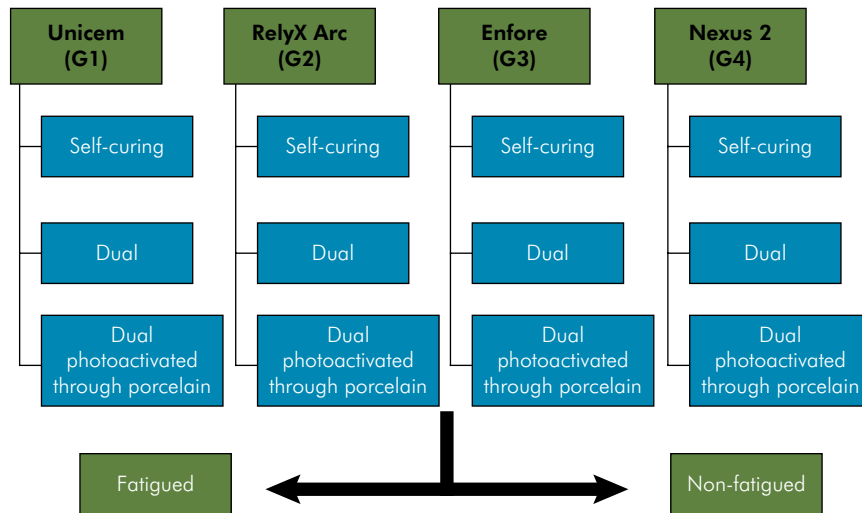 Unicem
(G1)
RelyX Arc
(G2)
Enfore
(G3)
Nexus 2
(G4)
Self-curing
Self-curing
Self-curing
Self-curing
Dual
Dual
Dual
Dual
Dual
photoactivated
through porcelain
Dual
photoactivated
through porcelain
Dual
photoactivated
through porcelain
Dual
photoactivated
through porcelain
Fatigued
Non-fatigued